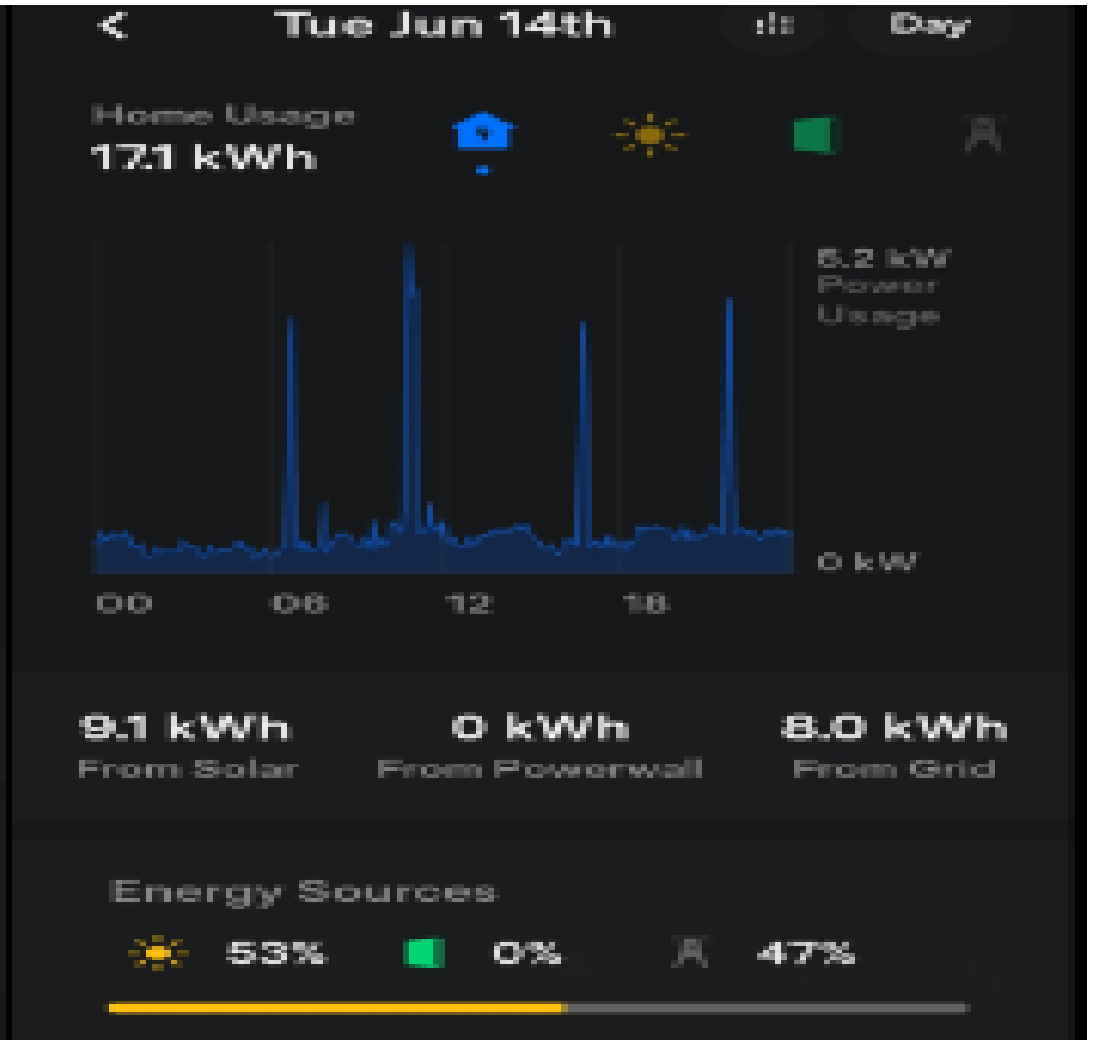 < Tue Jun 14th Day
Home Usage
17.1 kWh
5.2 kW
Power
Usage
0 kW
00 06 12 18
9.1 kWh 0 kWh 8.0 kWh
From Solar From Powerwall From Grid
Energy Sources
53% 0% 47%